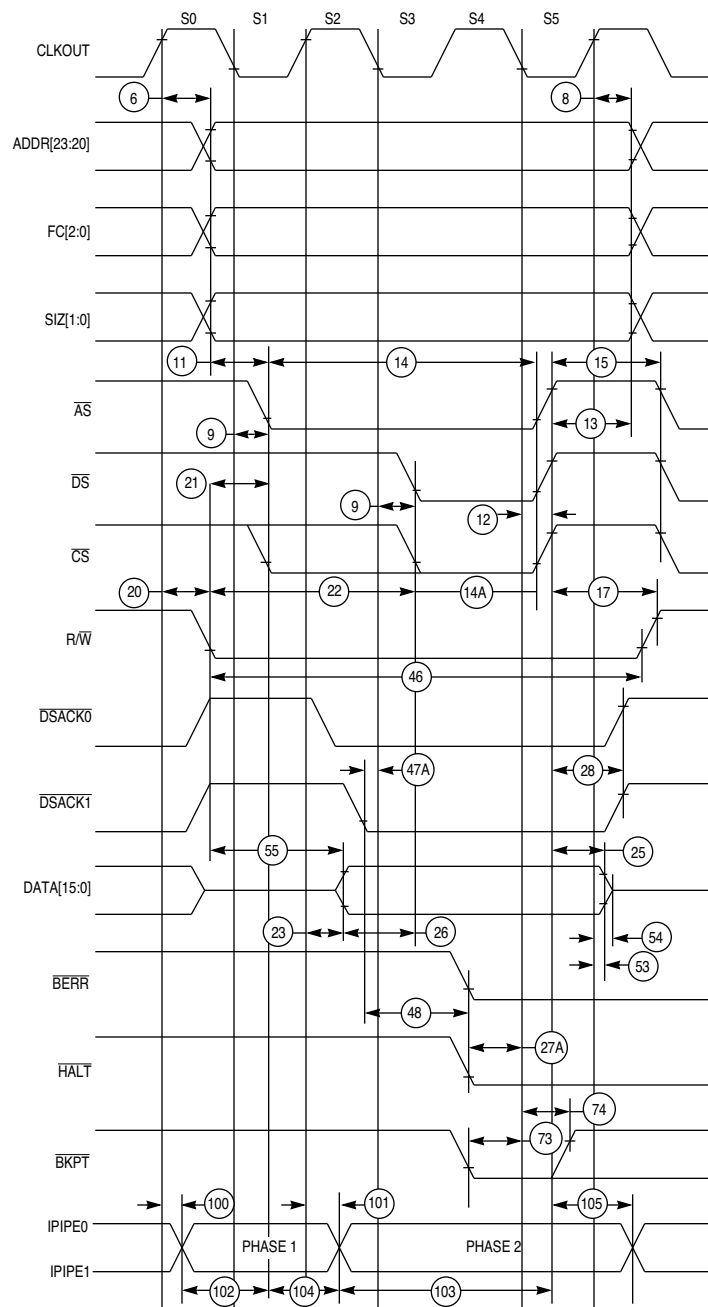 S0 S1 S2 S3 S4 S5
CLKOUT
6 8
ADDR[23:20]
FC[2:0]
SIZ[1:0]
11 14 15
AS
9 13
DS
21 9 12
CS
20 22 14A 17
R/W
46
DSACK0
47A 28
DSACK1
55 25
DATA[15:0]
23 26 54
53
BERR
48
27A
HALT
74
73
BKPT
100 101 105
IPIPE0
PHASE 1 PHASE 2
IPIPE1
102 104 103